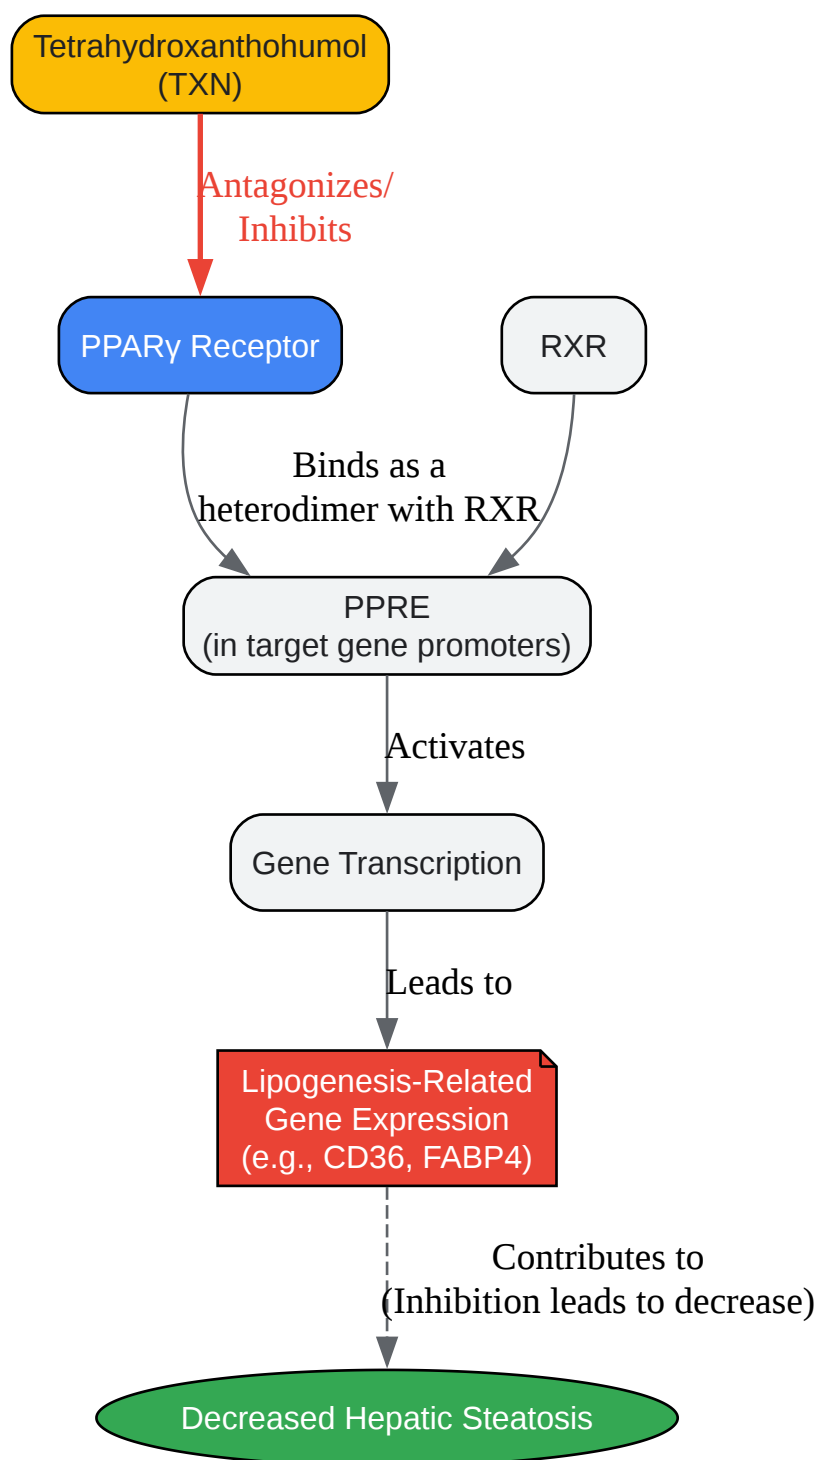 Tetrahydroxanthohumol
(TXN)
Antagonizes/
Inhibits
PPARγ Receptor
RXR
Binds as a
heterodimer with RXR
PPRE
(in target gene promoters)
Activates
Gene Transcription
Leads to
Lipogenesis-Related
Gene Expression
(e.g., CD36, FABP4)
Contributes to
(Inhibition leads to decrease)
Decreased Hepatic Steatosis